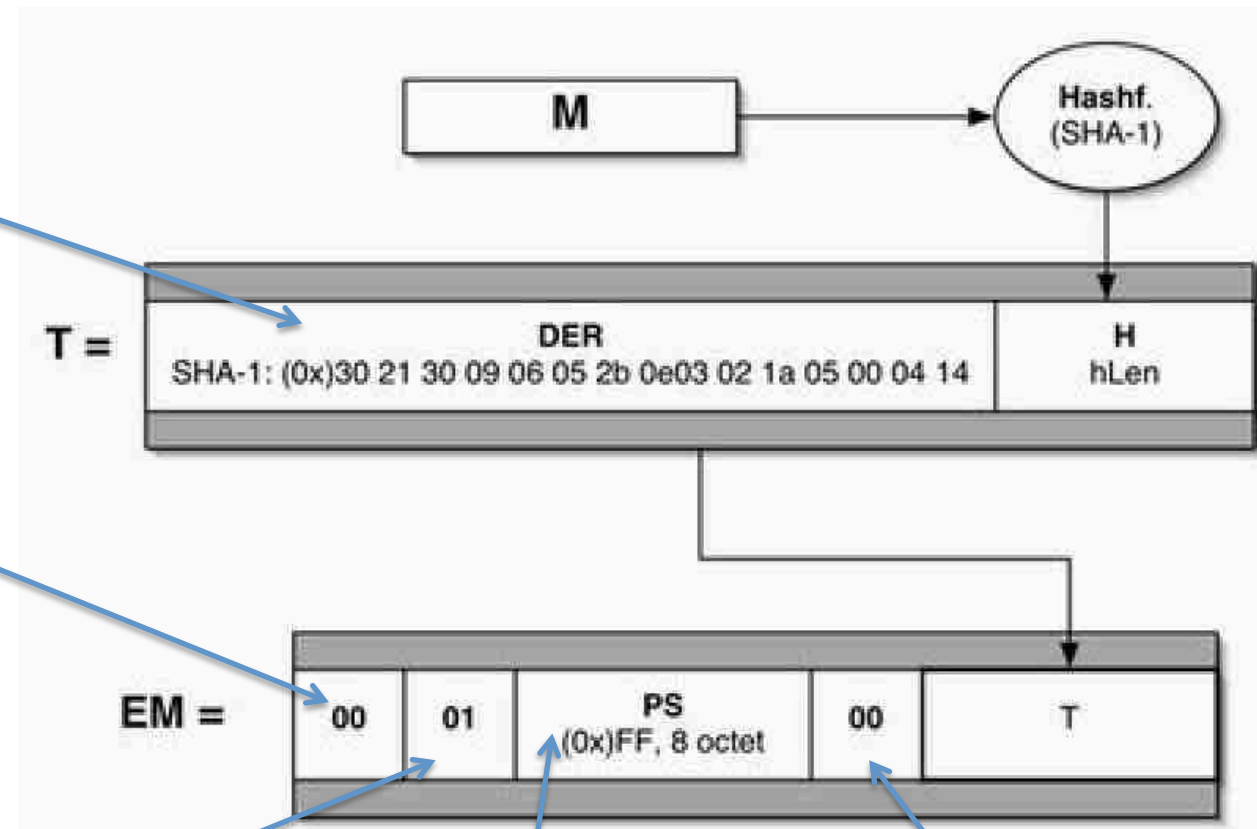 M
Hashf.
(SHA-1)
T =
DER
SHA-1: (0x)30 21 30 09 06 05 2b 0e03 02 1a 05 00 04 14
H
hLen
EM =
00
01
PS
(0x)FF, 8 octet
00
T